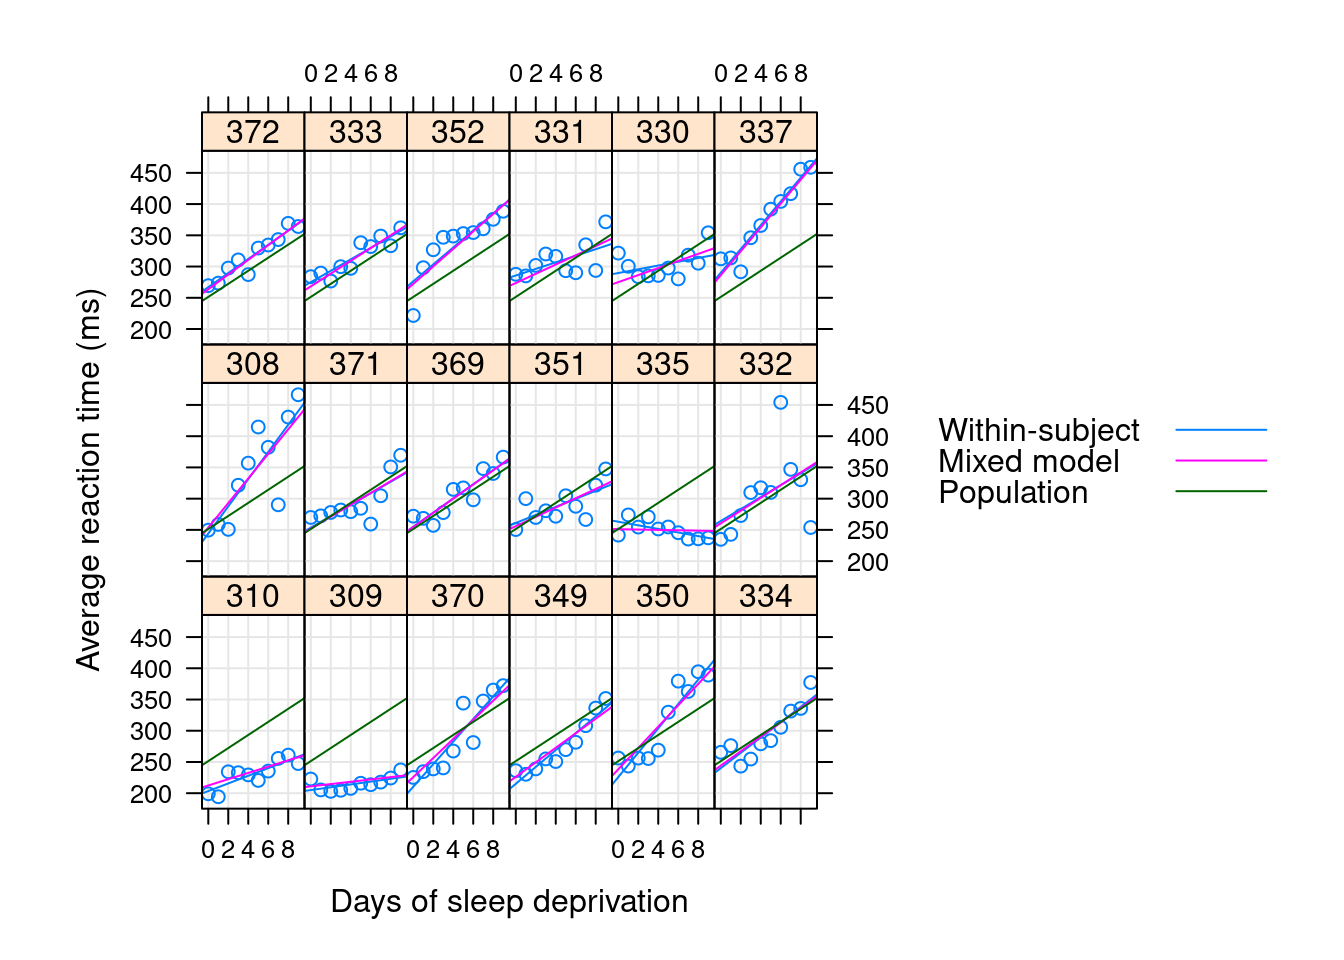 0 2 4 6 8 0 2 4 6 8 0 2 4 6 8
372 333 352 331 330 337
450
400
350
300
250
200
308 371 369 351 335 332
450
400
350
300
250
200
310 309 370 349 350 334
450
400
350
300
250
200
0 2 4 6 8 0 2 4 6 8 0 2 4 6 8
Days of sleep deprivation
Average reaction time (ms)
Within-subject
Mixed model
Population